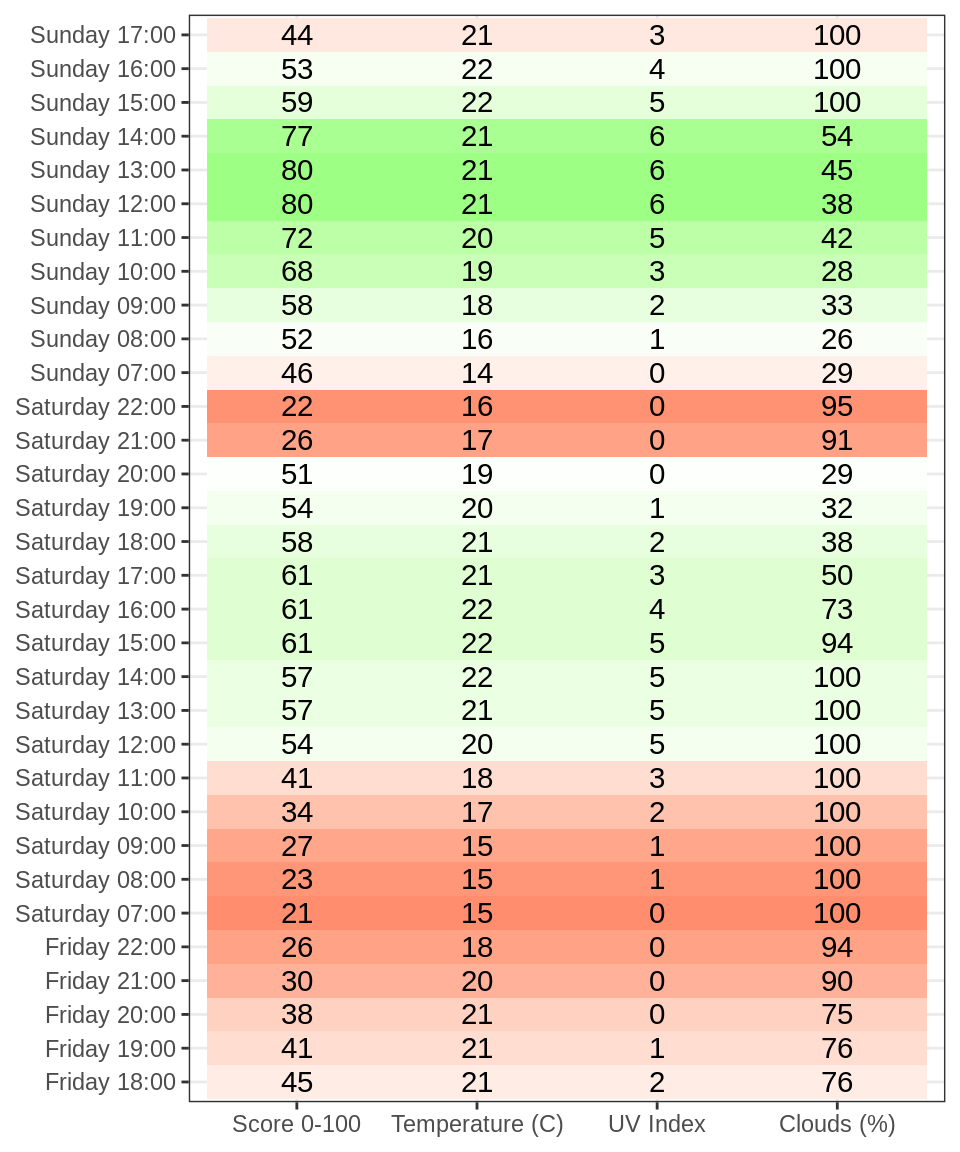 Sunday 17:00 44 21 3 100
Sunday 16:00 53 22 4 100
Sunday 15:00 59 22 5 100
Sunday 14:00 77 21 6 54
Sunday 13:00 80 21 6 45
Sunday 12:00 80 21 6 38
Sunday 11:00 72 20 5 42
Sunday 10:00 68 19 3 28
Sunday 09:00 58 18 2 33
Sunday 08:00 52 16 1 26
Sunday 07:00 46 14 0 29
Saturday 22:00 22 16 0 95
Saturday 21:00 26 17 0 91
Saturday 20:00 51 19 0 29
Saturday 19:00 54 20 1 32
Saturday 18:00 58 21 2 38
Saturday 17:00 61 21 3 50
Saturday 16:00 61 22 4 73
Saturday 15:00 61 22 5 94
Saturday 14:00 57 22 5 100
Saturday 13:00 57 21 5 100
Saturday 12:00 54 20 5 100
Saturday 11:00 41 18 3 100
Saturday 10:00 34 17 2 100
Saturday 09:00 27 15 1 100
Saturday 08:00 23 15 1 100
Saturday 07:00 21 15 0 100
Friday 22:00 26 18 0 94
Friday 21:00 30 20 0 90
Friday 20:00 38 21 0 75
Friday 19:00 41 21 1 76
Friday 18:00 45 21 2 76
Score 0-100 Temperature (C) UV Index Clouds (%)